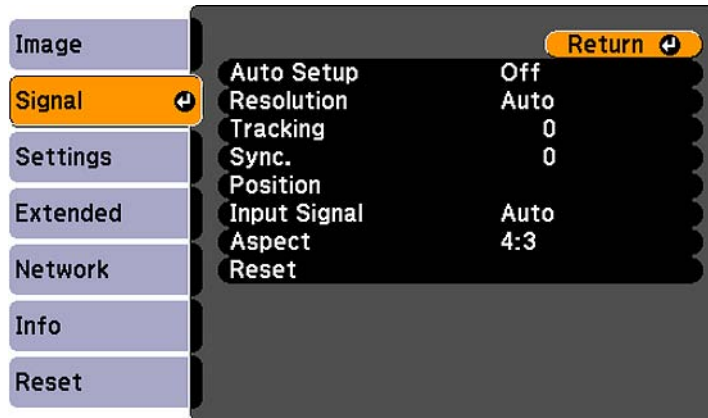 Image
Signal
Settings
Extended
Network
Info
Reset
Return
Auto Setup Off
Resolution Auto
Tracking 0
Sync. 0
Position
Input Signal Auto
Aspect 4:3
Reset